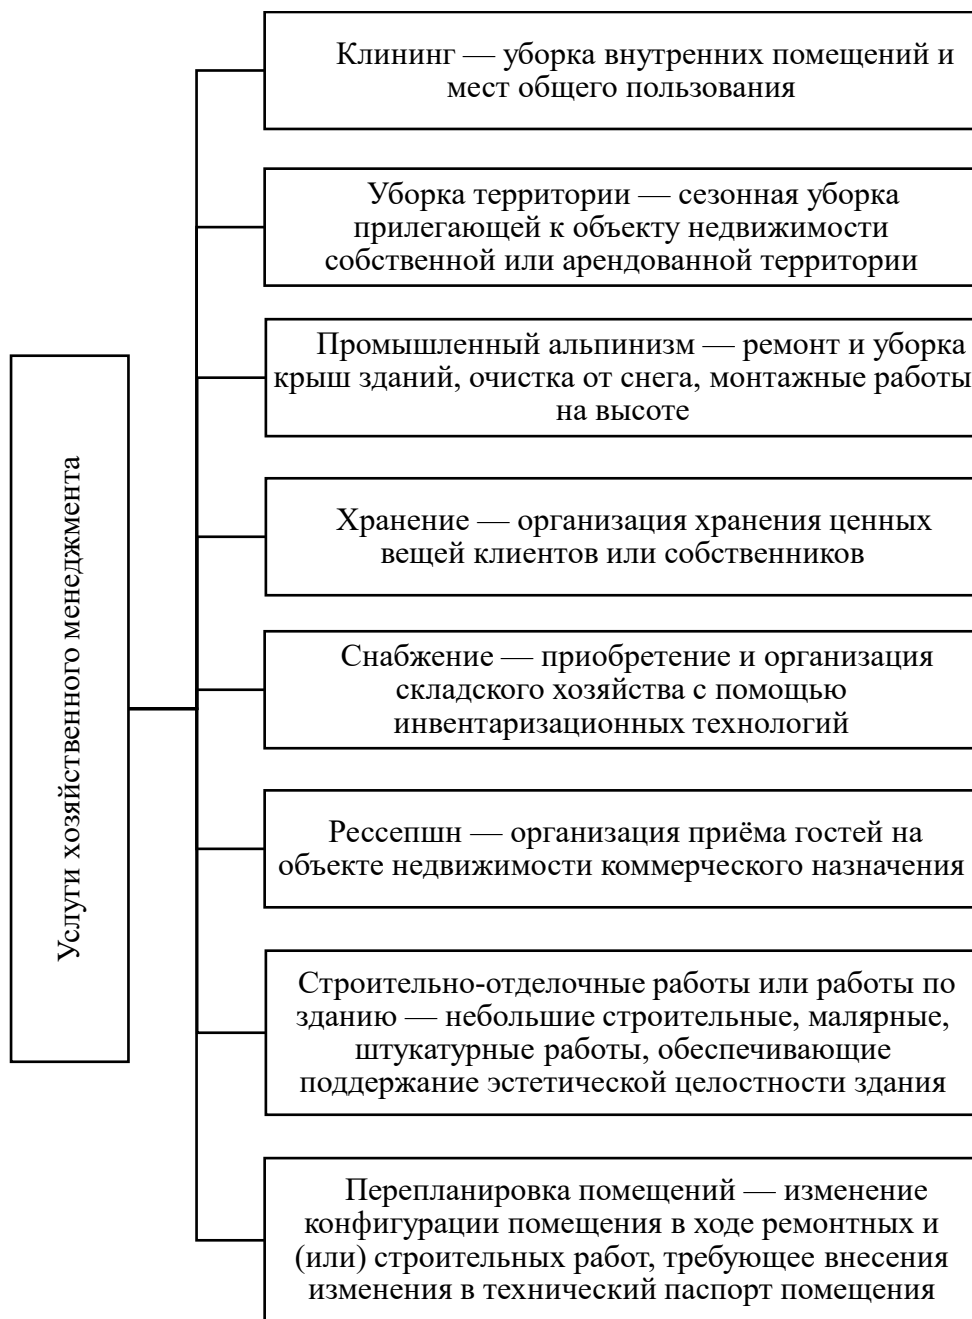 Клининг — уборка внутренних помещений и
мест общего пользования
Уборка территории — сезонная уборка
прилегающей к объекту недвижимости
собственной или арендованной территории
Промышленный альпинизм — ремонт и уборка
крыш зданий, очистка от снега, монтажные работы
на высоте
Хранение — организация хранения ценных
вещей клиентов или собственников
Услуги хозяйственного менеджмента
Снабжение — приобретение и организация
складского хозяйства с помощью
инвентаризационных технологий
Рессепшн — организация приёма гостей на
объекте недвижимости коммерческого назначения
Строительно-отделочные работы или работы по
зданию — небольшие строительные, малярные,
штукатурные работы, обеспечивающие
поддержание эстетической целостности здания
Перепланировка помещений — изменение
конфигурации помещения в ходе ремонтных и
(или) строительных работ, требующее внесения
изменения в технический паспорт помещения